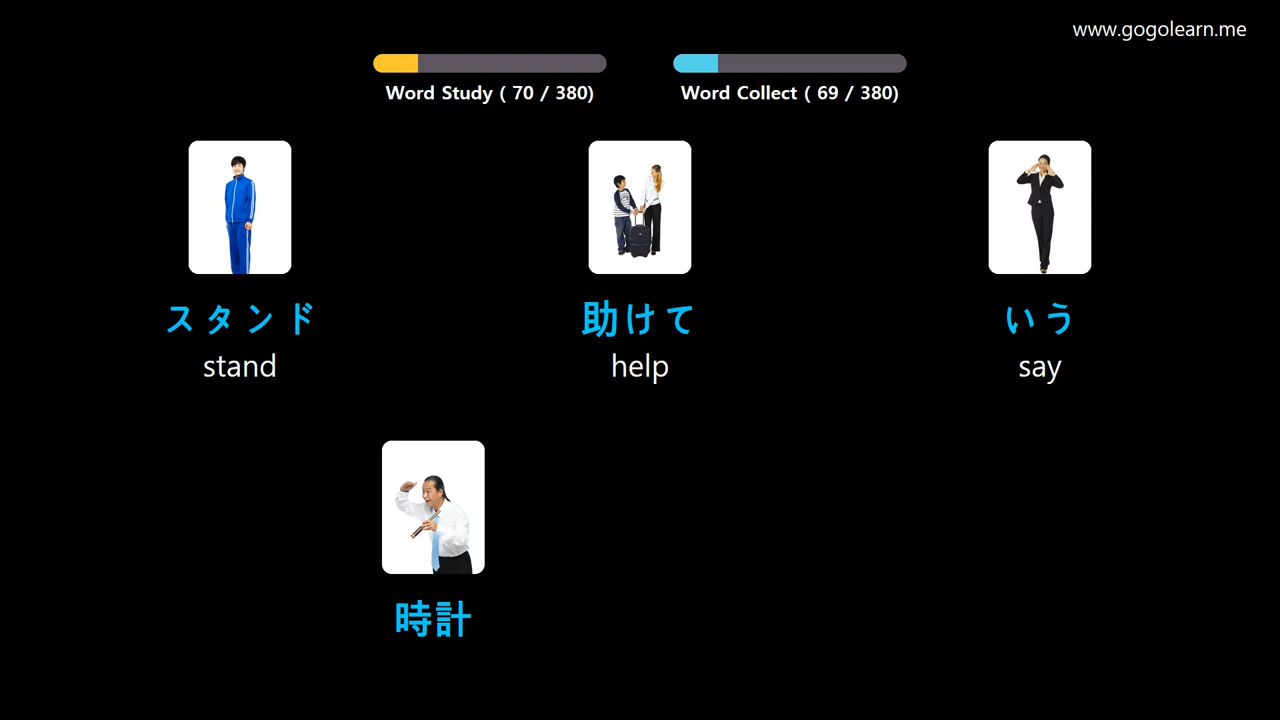 www.gogolearn.me
Word Study ( 70 / 380)
Word Collect ( 69 / 380)
スタンド
stand
助けて
help
いう
say
時計